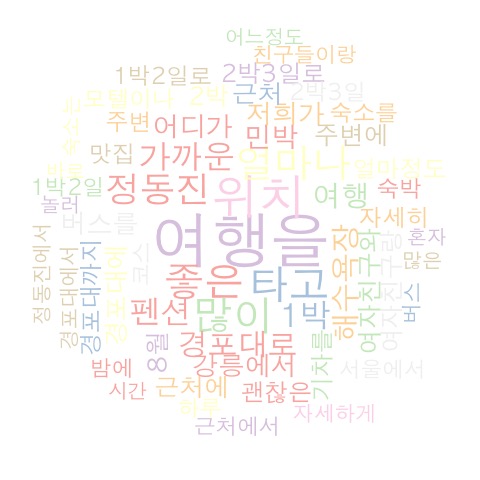 어느정도
친구들이랑
1박2일로
2박3일로
모텔이나
2박
근처
2박3일
주변
어디가
저희가
숙소를
민박
주변에
맛집
가까운
얼마나
얼마정도
1박2일
정동진
위치
여행
숙박
놀러
버스를
여행을
자세히
혼자
정동진에서
경포대에서
경포대까지
경포대에
코스
좋은
타고
해수욕장
여자친구와
여자친구랑
버스
많은
펜션
많이
1박
밤에
8월
경포대로
강릉에서
기차를
서울에서
시간
근처에
괜찮은
하루
자세하게
근처에서